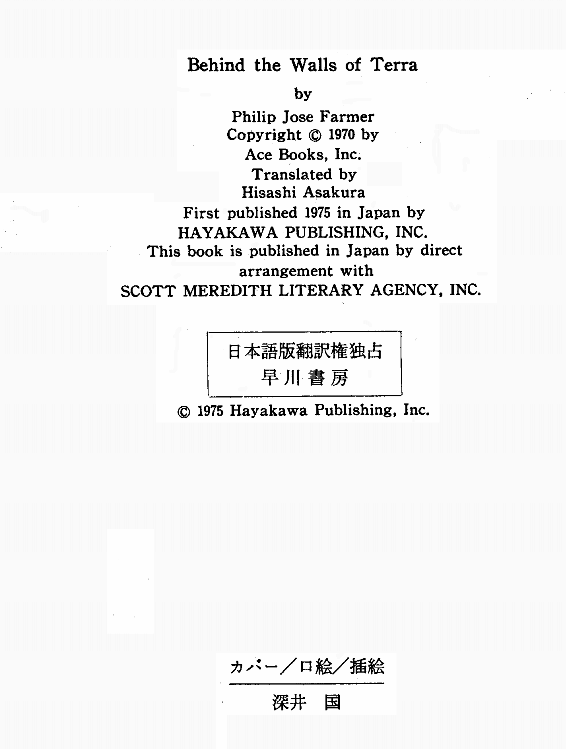 Behind the Walls of Terra
by
Philip Jose Farmer
Copyright © 1970 by
Ace Books, Inc.
Translated by
Hisashi Asakura
First published 1975 in Japan by
HAYAKAWA PUBLISHING, INC.
This book is published in Japan by direct
arrangement with
SCOTT MEREDITH LITERARY AGENCY, INC.
日本語版翻訳権独占
早川書房
© 1975 Hayakawa Publishing, Inc.
カバー／口絵／挿絵
深井　国